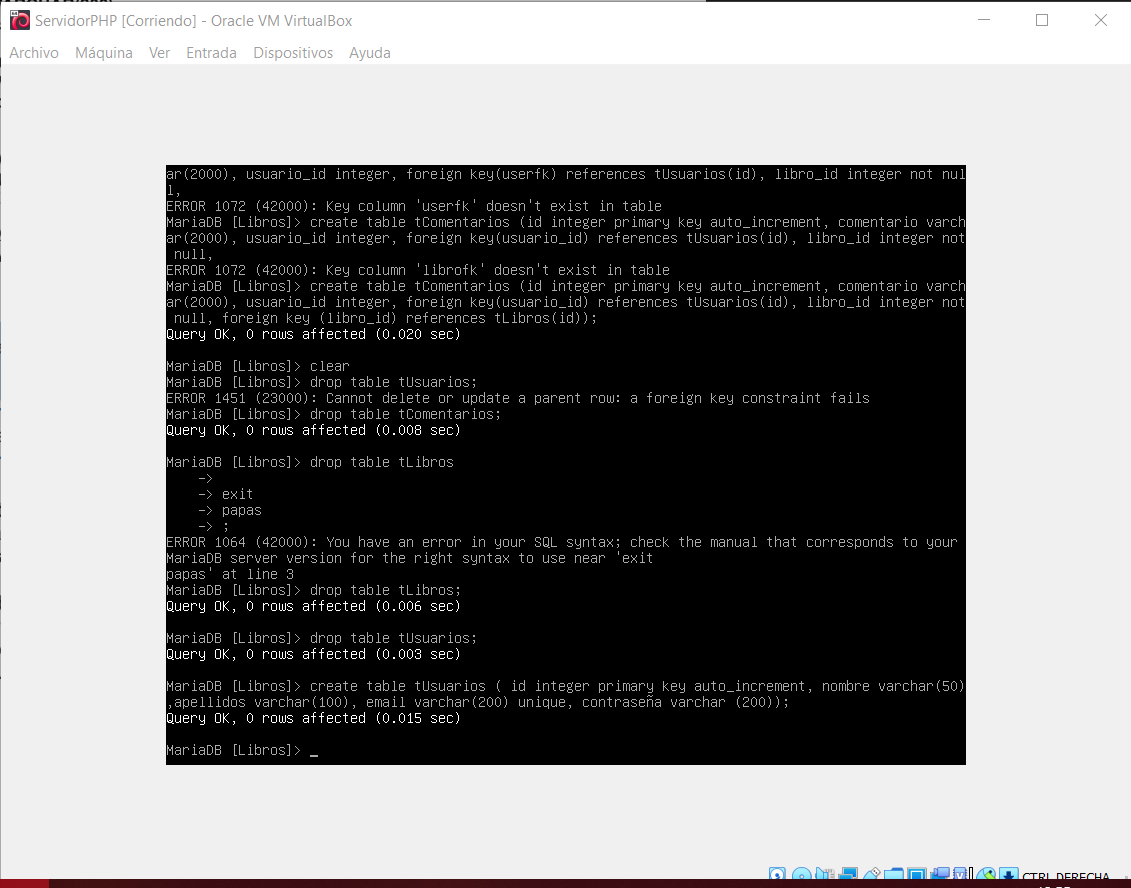 ServidorPHP [Corriendo] - Oracle VM VirtualBox
Archivo Máquina Ver Entrada Dispositivos Ayuda
ar(2000), usuario_id integer, foreign key(userfk) references tUsuarios(id), libro_id integer not nul
l,
ERROR 1072 (42000): Key column 'userfk' doesn't exist in table
MariaDB [Libros]> create table tComentarios (id integer primary key auto_increment, comentario varch
ar(2000), usuario_id integer, foreign key(usuario_id) references tUsuarios(id), libro_id integer not
 null,
ERROR 1072 (42000): Key column 'librofk' doesn't exist in table
MariaDB [Libros]> create table tComentarios (id integer primary key auto_increment, comentario varch
ar(2000), usuario_id integer, foreign key(usuario_id) references tUsuarios(id), libro_id integer not
 null, foreign key (libro_id) references tLibros(id));
Query OK, 0 rows affected (0.020 sec)
MariaDB [Libros]> clear
MariaDB [Libros]> drop table tUsuarios;
ERROR 1451 (23000): Cannot delete or update a parent row: a foreign key constraint fails
MariaDB [Libros]> drop table tComentarios;
Query OK, 0 rows affected (0.008 sec)
MariaDB [Libros]> drop table tLibros
    ->
    -> exit
    -> papas
    -> ;
ERROR 1064 (42000): You have an error in your SQL syntax; check the manual that corresponds to your
MariaDB server version for the right syntax to use near 'exit
papas' at line 3
MariaDB [Libros]> drop table tLibros;
Query OK, 0 rows affected (0.006 sec)
MariaDB [Libros]> drop table tUsuarios;
Query OK, 0 rows affected (0.003 sec)
MariaDB [Libros]> create table tUsuarios ( id integer primary key auto_increment, nombre varchar(50)
,apellidos varchar(100), email varchar(200) unique, contraseña varchar (200));
Query OK, 0 rows affected (0.015 sec)
MariaDB [Libros]> _
CTRL DERECHA